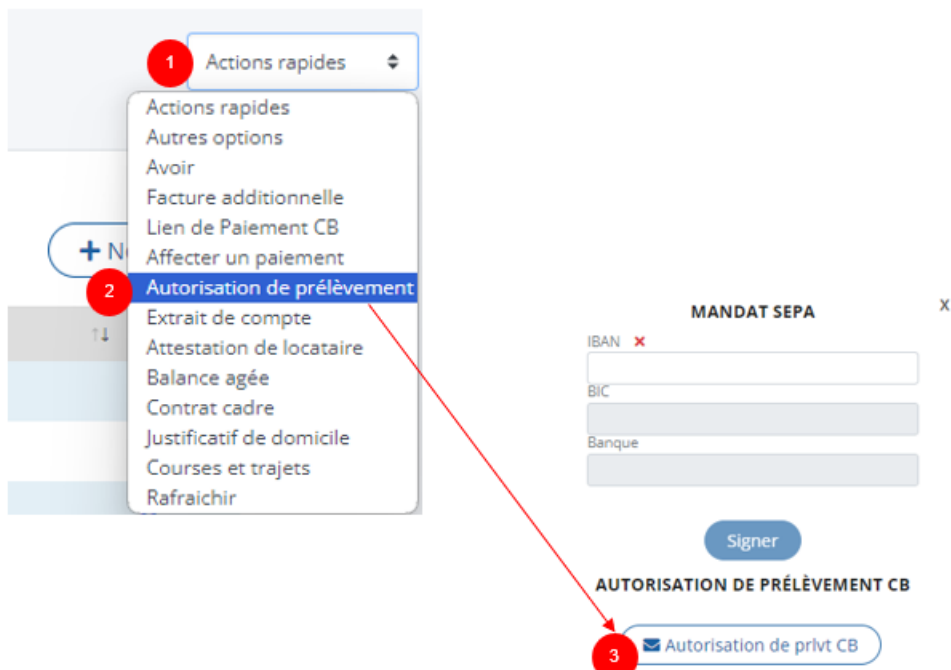 1
Actions rapides
Actions rapides
Autres options
Avoir
Facture additionnelle
Lien de Paiement CB
Affecter un paiement
2
Autorisation de prélèvement
Extrait de compte
Attestation de locataire
Balance agée
Contrat cadre
Justificatif de domicile
Courses et trajets
Rafraichir
MANDAT SEPA
X
IBAN
BIC
Banque
Signer
AUTORISATION DE PRÉLÈVEMENT CB
3
Autorisation de prlvt CB